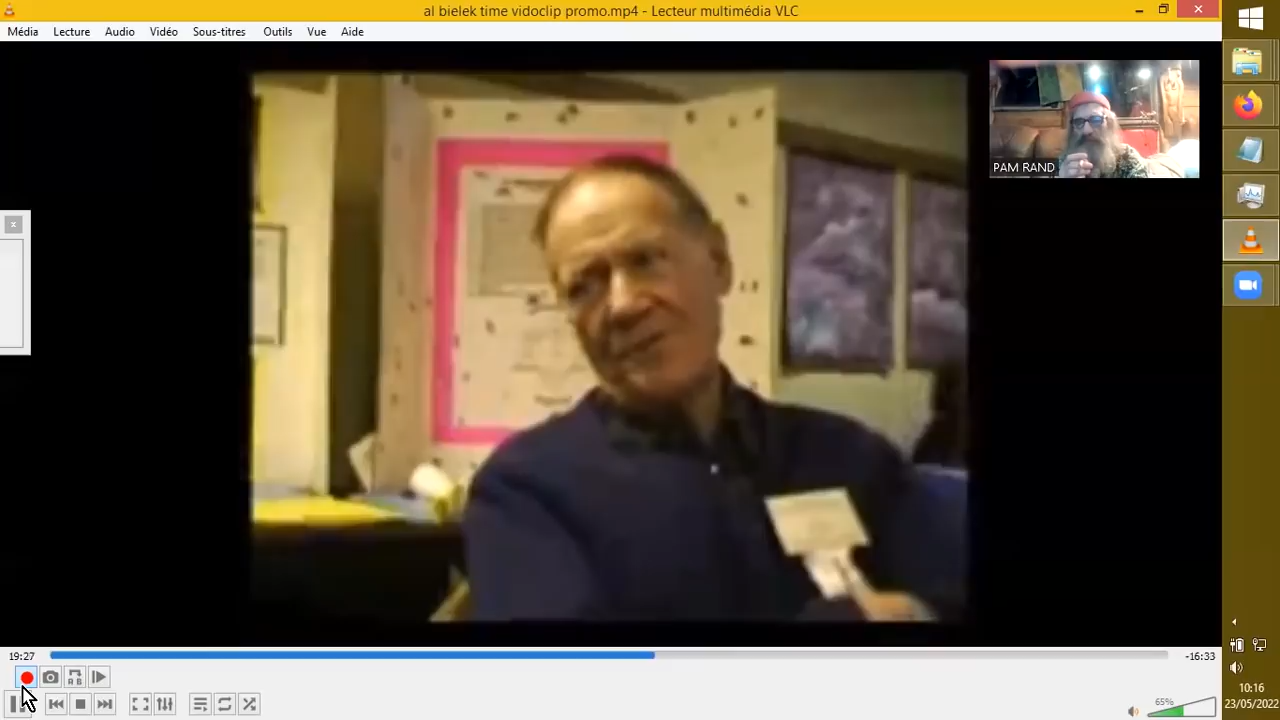 al bielek time vidoclip promo.mp4 - Lecteur multimédia VLC
Média Lecture Audio Vidéo Sous-titres Outils Vue Aide
PAM RAND
19:27
-16:33
65%
10:16
23/05/2022